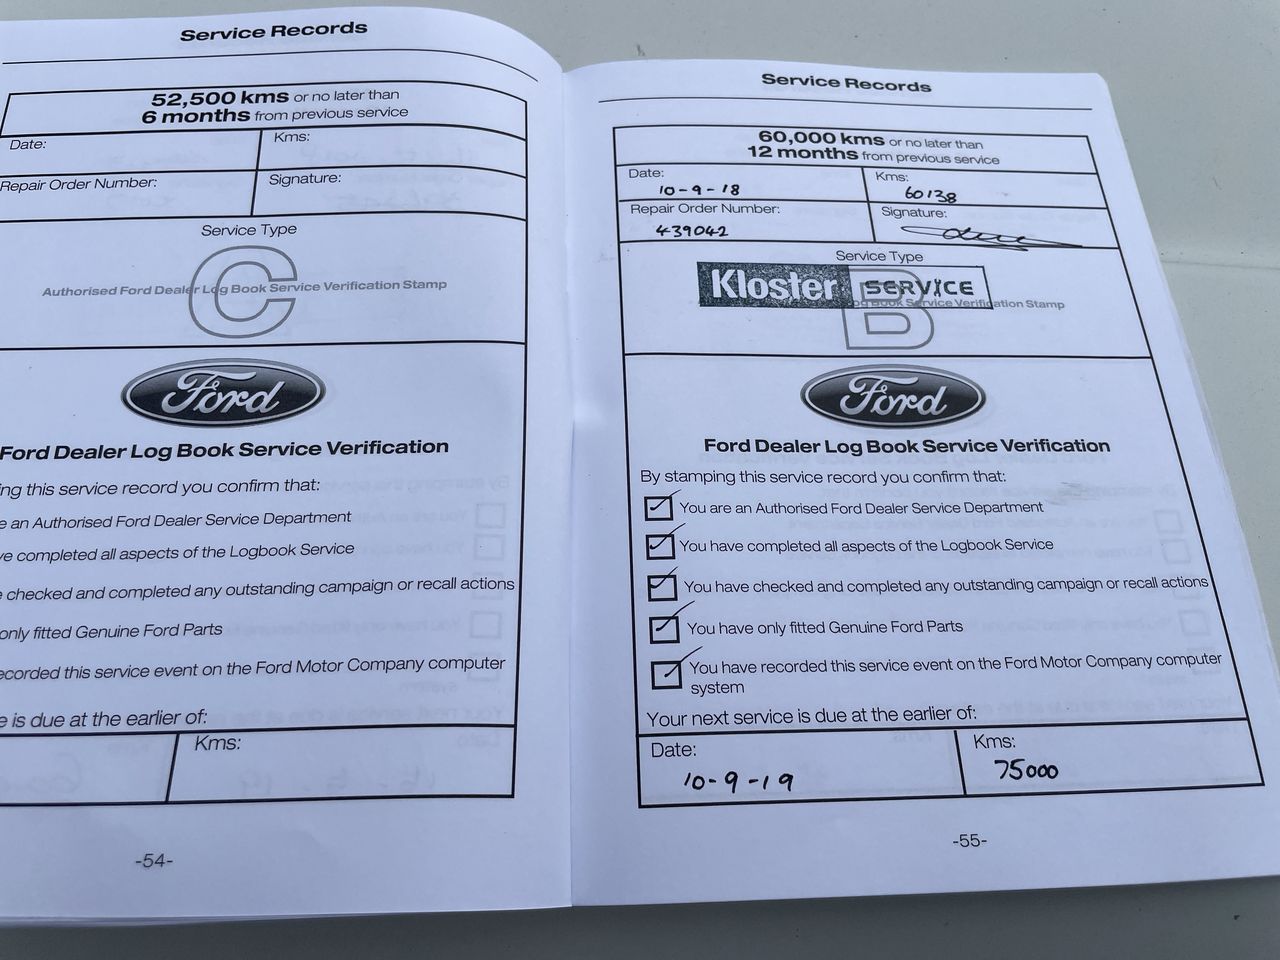 Service Records
52,500 kms or no later than
6 months from previous service
Date:
Kms:
Repair Order Number:
Signature:
Service Type
C
Authorised Ford Dealer Log Book Service Verification Stamp
Ford
Ford Dealer Log Book Service Verification
ing this service record you confirm that:
e an Authorised Ford Dealer Service Department
ve completed all aspects of the Logbook Service
e checked and completed any outstanding campaign or recall actions
only fitted Genuine Ford Parts
ecorded this service event on the Ford Motor Company computer
e is due at the earlier of:
Kms:
-54-
Service Records
60,000 kms or no later than
12 months from previous service
Date:
10-9-18
Kms:
60138
Repair Order Number:
439042
Signature:
Service Type
Kloster SERVICE
B
og Book Service Verification Stamp
Ford
Ford Dealer Log Book Service Verification
By stamping this service record you confirm that:
You are an Authorised Ford Dealer Service Department
You have completed all aspects of the Logbook Service
You have checked and completed any outstanding campaign or recall actions
You have only fitted Genuine Ford Parts
You have recorded this service event on the Ford Motor Company computer
system
Your next service is due at the earlier of:
Date:
10-9-19
Kms:
75000
-55-